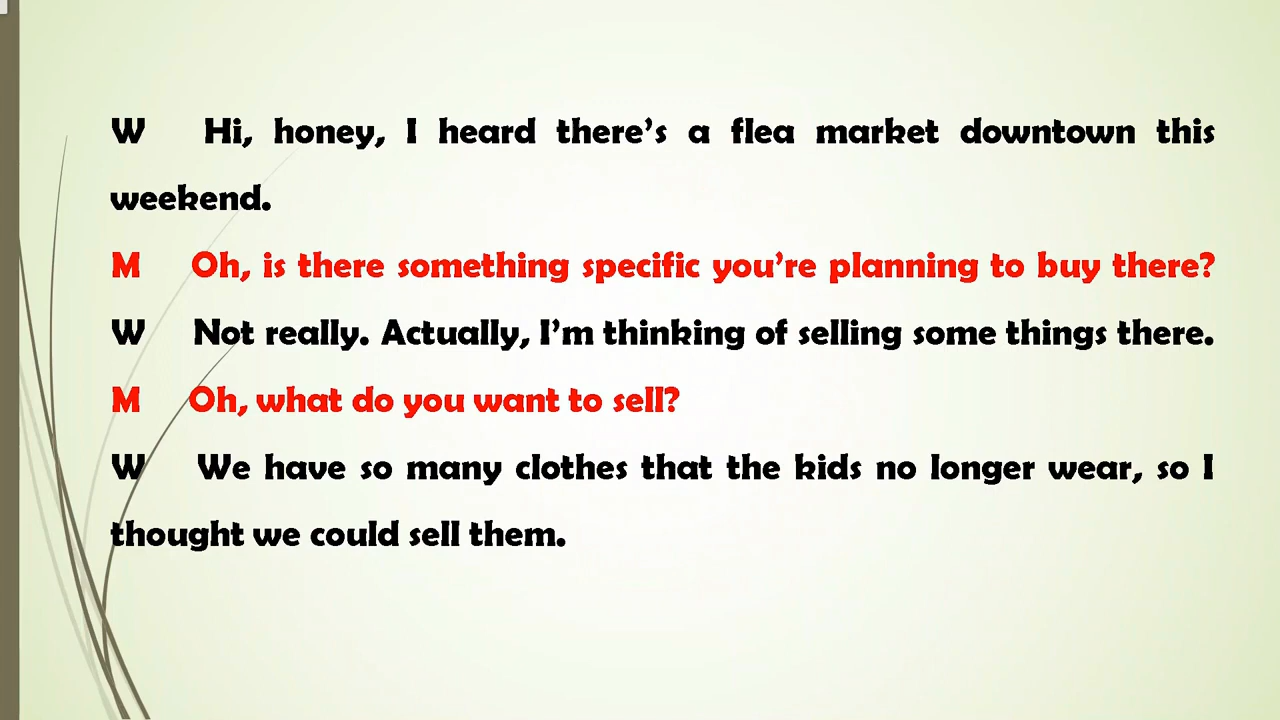 W Hi, honey, I heard there’s a flea market downtown this
weekend.
M Oh, is there something specific you’re planning to buy there?
W Not really. Actually, I’m thinking of selling some things there.
M Oh, what do you want to sell?
W We have so many clothes that the kids no longer wear, so I
thought we could sell them.